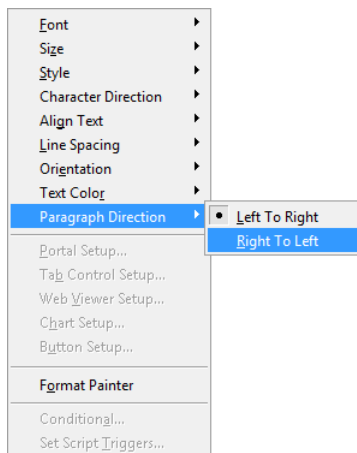 Font
Size
Style
Character Direction
Align Text
Line Spacing
Orientation
Text Color
Paragraph Direction
Left To Right
Right To Left
Portal Setup...
Tab Control Setup...
Web Viewer Setup...
Chart Setup...
Button Setup...
Format Painter
Conditional...
Set Script Triggers...